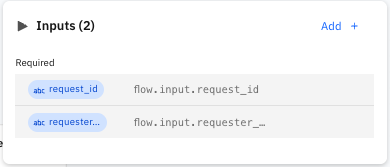 Inputs (2)
Add +
Required
abc request_id flow.input.request_id
abc requester... flow.input.requester_…